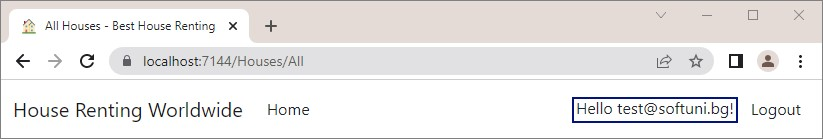 All Houses - Best House Renting
localhost:7144/Houses/All
House Renting Worldwide Home Hello test@softuni.bg! Logout